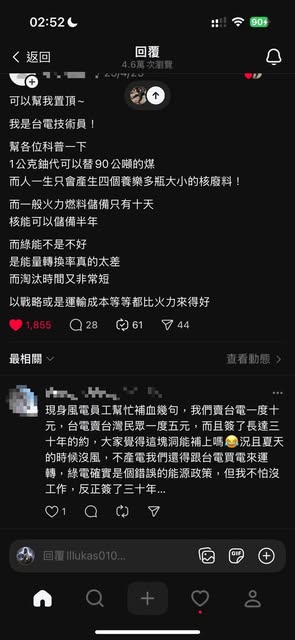 02:52
90+
返回
回覆
4.6萬 次瀏覽
25/4/25
可以幫我置頂~
我是台電技術員！
幫各位科普一下
1公克鈾代可以替90公噸的煤
而人一生只會產生四個養樂多瓶大小的核廢料！
而一般火力燃料儲備只有十天
核能可以儲備半年
而綠能不是不好
是能量轉換率真的太差
而淘汰時間又非常短
以戰略或是運輸成本等等都比火力來得好
1,855
28
61
44
最相關
查看動態
現身風電員工幫忙補血幾句，我們賣台電一度十
元，台電賣台灣民眾一度五元，而且簽了長達三
十年的約，大家覺得這塊洞能補上嗎😂況且夏天
的時候沒風，不產電我們還得跟台電買電來運
轉，綠電確實是個錯誤的能源政策，但我不怕沒
工作，反正簽了三十年...
1
回覆 lllukas010...
GIF